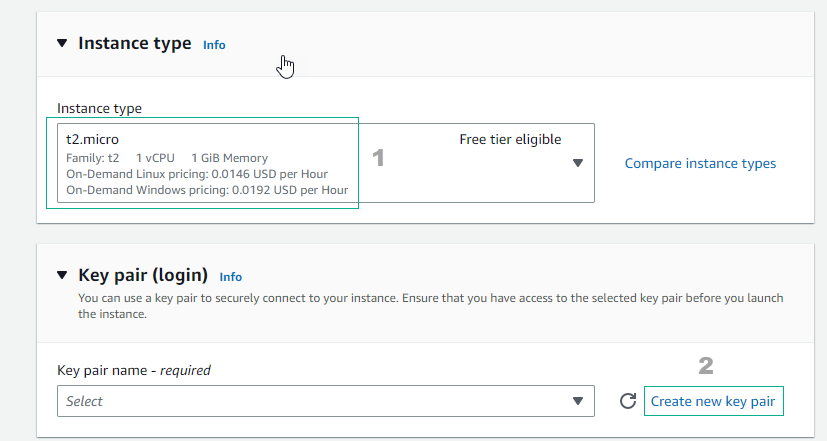 Instance type Info
Instance type
t2.micro Free tier eligible
Family: t2 1 vCPU 1 GiB Memory
On-Demand Linux pricing: 0.0146 USD per Hour
On-Demand Windows pricing: 0.0192 USD per Hour
1
Compare instance types
Key pair (login) Info
You can use a key pair to securely connect to your instance. Ensure that you have access to the selected key pair before you launch
the instance.
2
Key pair name - required
Select
Create new key pair